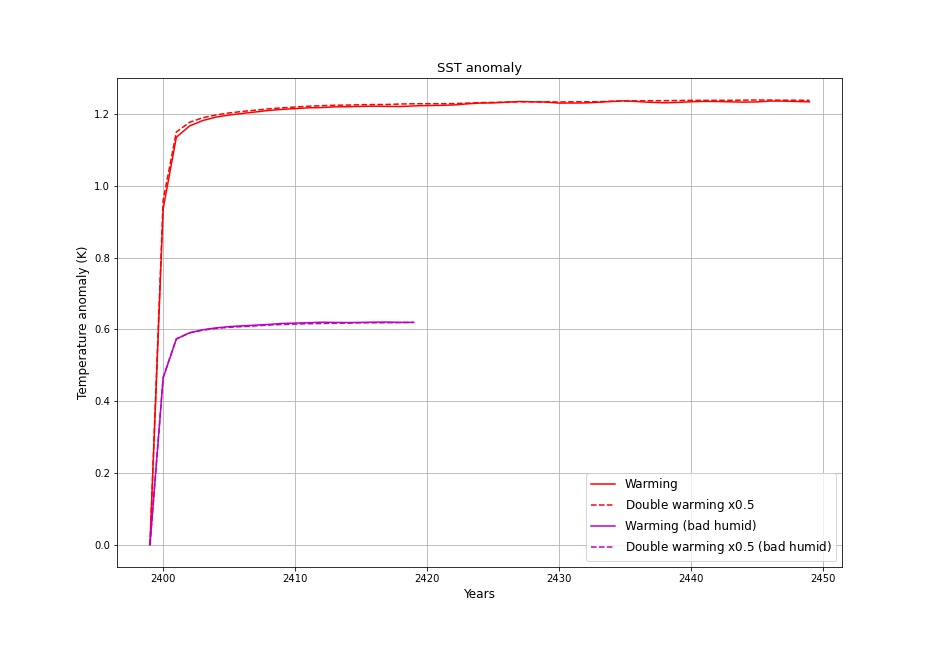 SST anomaly
Temperature anomaly (K)
1.2
1.0
0.8
0.6
0.4
0.2
0.0
Warming
Double warming x0.5
Warming (bad humid)
Double warming x0.5 (bad humid)
2400 2410 2420 2430 2440 2450
Years